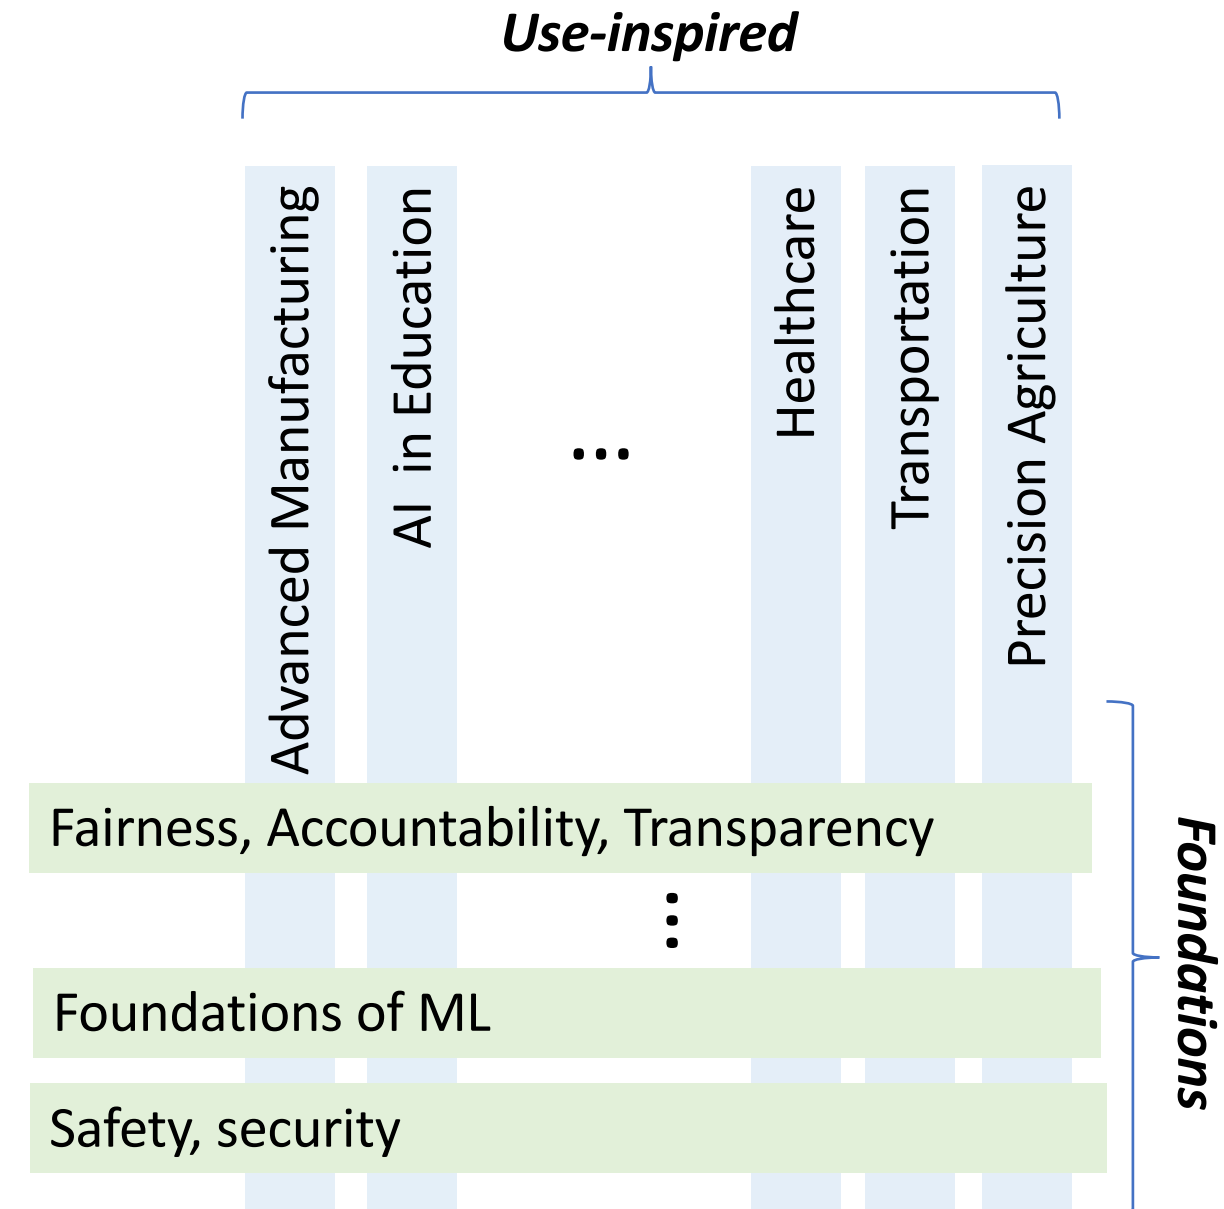 Use-inspired
Advanced Manufacturing
AI in Education
...
Healthcare
Transportation
Precision Agriculture
Fairness, Accountability, Transparency
...
Foundations of ML
Safety, security
Foundations